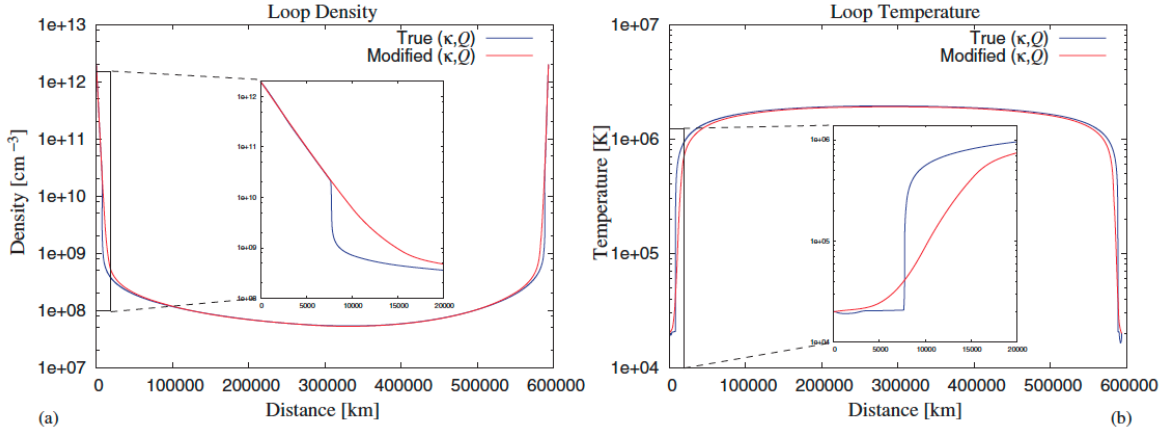 Loop Density
1e+13
1e+12
1e+11
1e+10
1e+09
1e+08
1e+07
Density [cm⁻³]
True (κ,Q)
Modified (κ,Q)
1e+12
1e+11
1e+10
1e+09
1e+08
0 5000 10000 15000 20000
0 100000 200000 300000 400000 500000 600000
Distance [km]
(a)
Loop Temperature
1e+07
1e+06
1e+05
1e+04
Temperature [K]
True (κ,Q)
Modified (κ,Q)
1e+06
1e+05
1e+04
0 5000 10000 15000 20000
0 100000 200000 300000 400000 500000 600000
Distance [km]
(b)